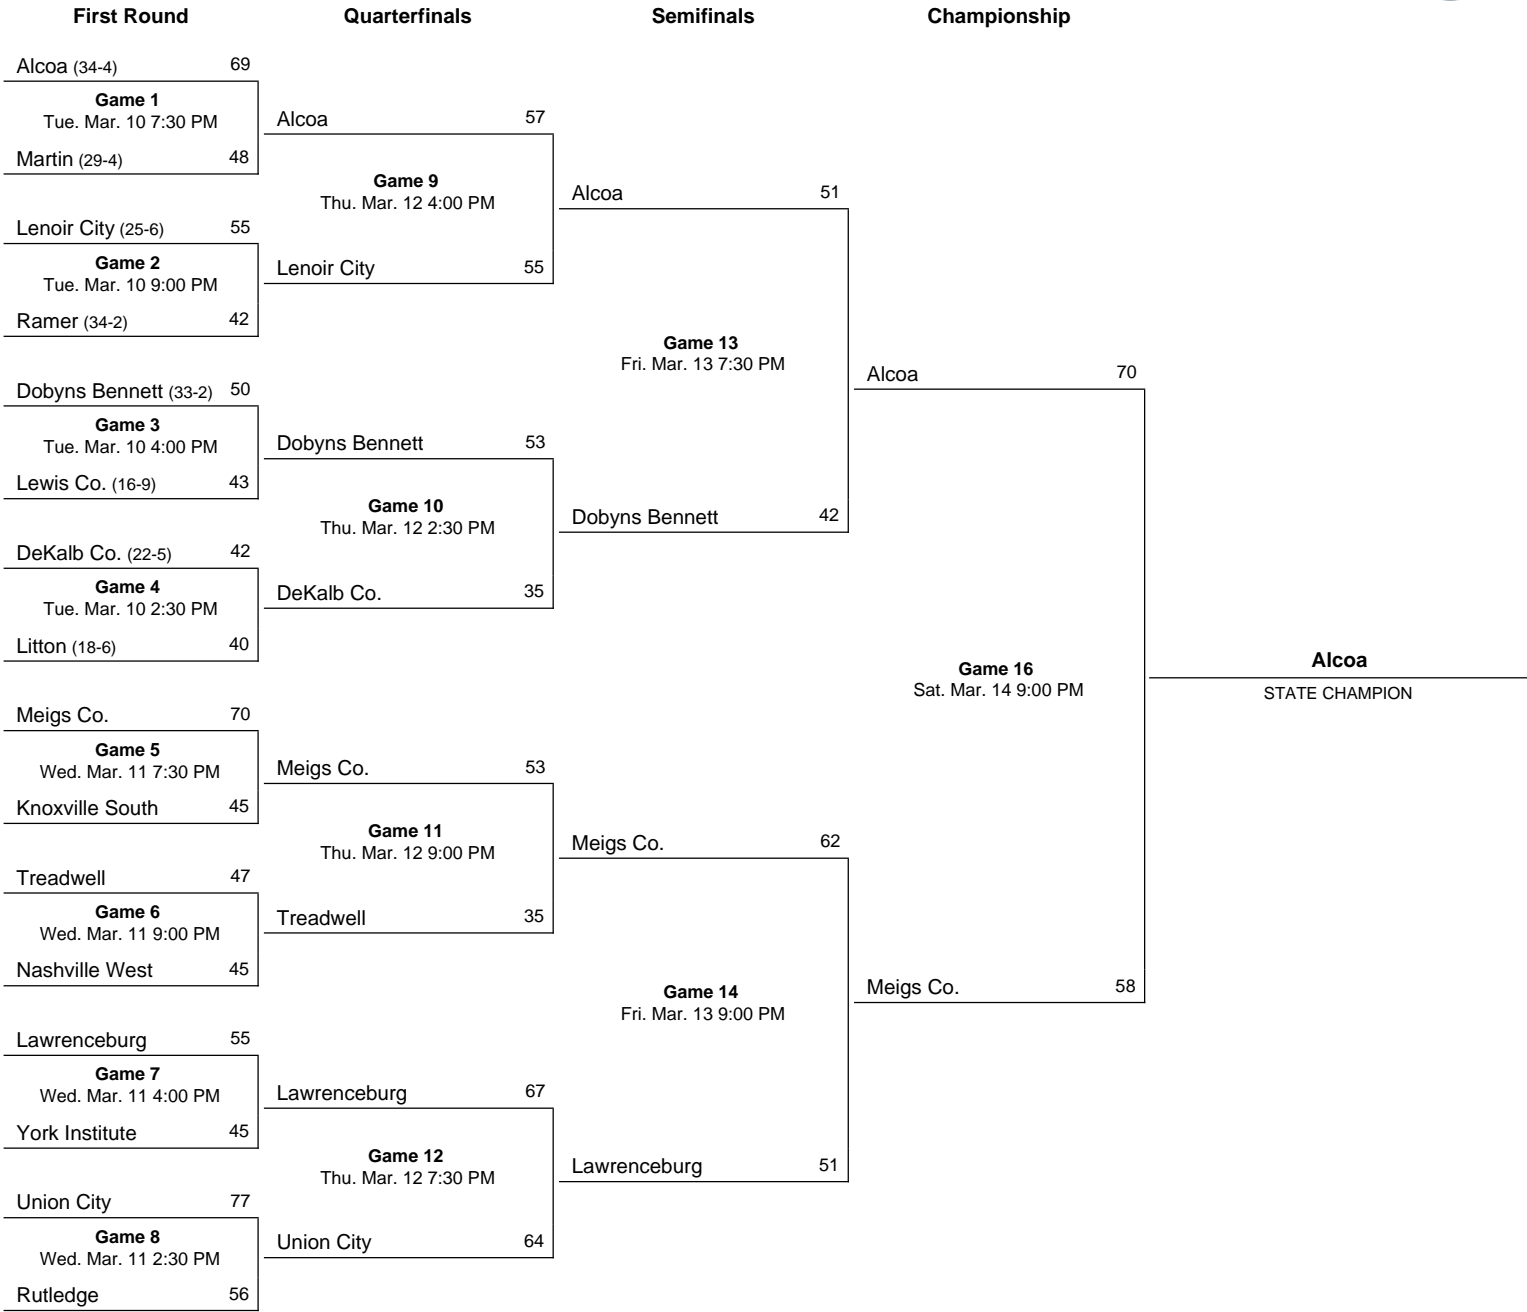 First Round Quarterfinals Semifinals Championship
Alcoa (34-4) 69
Game 1
Tue. Mar. 10 7:30 PM
Martin (29-4) 48
Lenoir City (25-6) 55
Game 2
Tue. Mar. 10 9:00 PM
Ramer (34-2) 42
Dobyns Bennett (33-2) 50
Game 3
Tue. Mar. 10 4:00 PM
Lewis Co. (16-9) 43
DeKalb Co. (22-5) 42
Game 4
Tue. Mar. 10 2:30 PM
Litton (18-6) 40
Meigs Co. 70
Game 5
Wed. Mar. 11 7:30 PM
Knoxville South 45
Treadwell 47
Game 6
Wed. Mar. 11 9:00 PM
Nashville West 45
Lawrenceburg 55
Game 7
Wed. Mar. 11 4:00 PM
York Institute 45
Union City 77
Game 8
Wed. Mar. 11 2:30 PM
Rutledge 56
Alcoa 57
Game 9
Thu. Mar. 12 4:00 PM
Lenoir City 55
Dobyns Bennett 53
Game 10
Thu. Mar. 12 2:30 PM
DeKalb Co. 35
Meigs Co. 53
Game 11
Thu. Mar. 12 9:00 PM
Treadwell 35
Lawrenceburg 67
Game 12
Thu. Mar. 12 7:30 PM
Union City 64
Alcoa 51
Game 13
Fri. Mar. 13 7:30 PM
Dobyns Bennett 42
Meigs Co. 62
Game 14
Fri. Mar. 13 9:00 PM
Lawrenceburg 51
Alcoa 70
Game 16
Sat. Mar. 14 9:00 PM
Meigs Co. 58
Alcoa
STATE CHAMPION